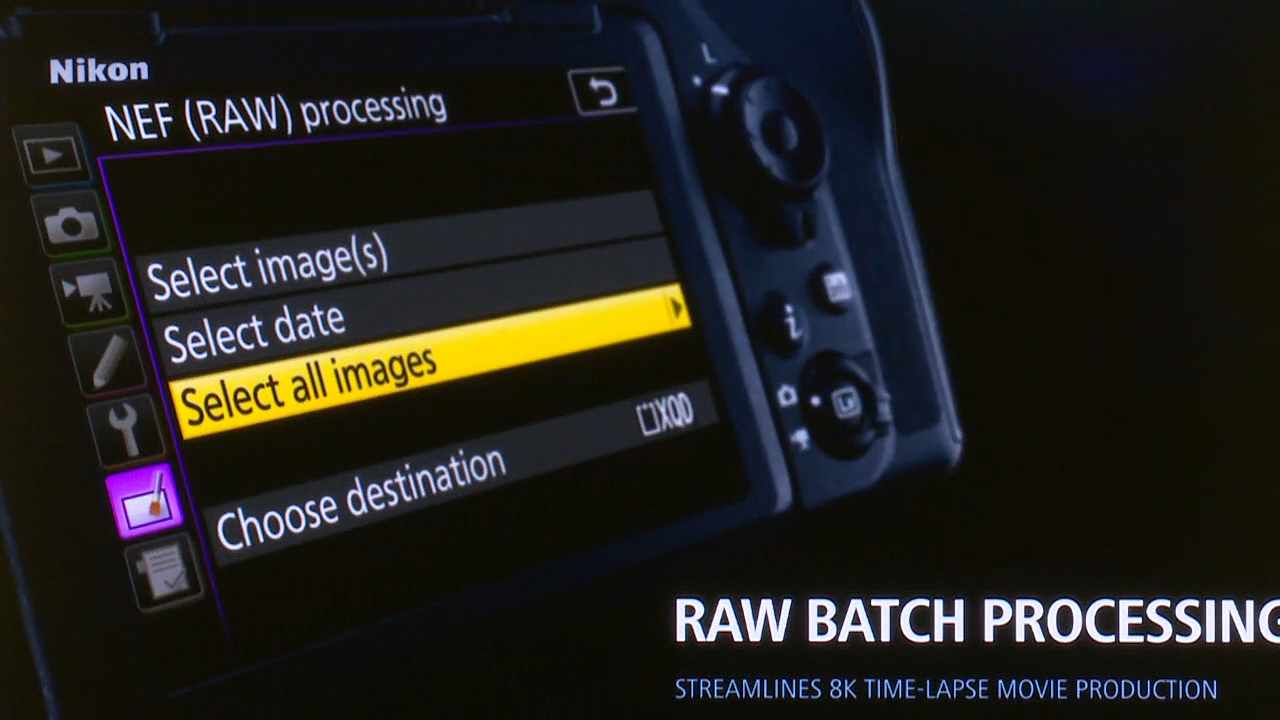 Nikon
NEF (RAW) processing
L
Select image(s)
Select date
Select all images
i
Lv
XQD
Choose destination
RAW BATCH PROCESSING
STREAMLINES 8K TIME-LAPSE MOVIE PRODUCTION